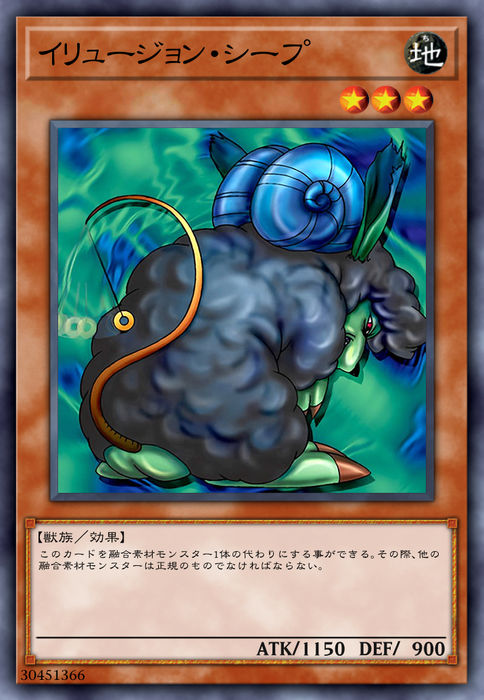 イリュージョン・シープ
ち
地
【獣族／効果】
このカードを融合素材モンスター1体の代わりにする事ができる。その際、他の
融合素材モンスターは正規のものでなければならない。
ATK/1150 DEF/ 900
30451366